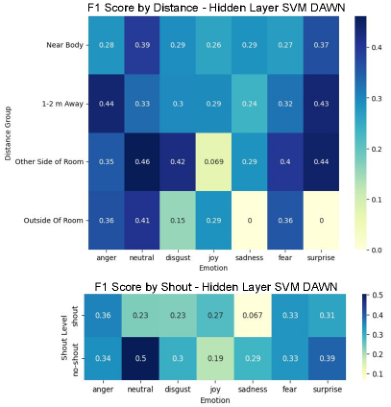 F1 Score by Distance - Hidden Layer SVM DAWN
Near Body 0.28 0.39 0.29 0.26 0.29 0.27 0.37
0.4
1-2 m Away 0.44 0.33 0.3 0.29 0.24 0.32 0.43
0.3
Distance Group
0.2
Other Side of Room 0.35 0.46 0.42 0.069 0.29 0.4 0.44
0.1
Outside Of Room 0.36 0.41 0.15 0.29 0 0.36 0
0.0
anger neutral disgust joy sadness fear surprise
Emotion
F1 Score by Shout - Hidden Layer SVM DAWN
0.5
shout 0.36 0.23 0.23 0.27 0.067 0.33 0.31
0.4
Shout Level
0.3
no-shout 0.34 0.5 0.3 0.19 0.29 0.33 0.39
0.2
0.1
anger neutral disgust joy sadness fear surprise
Emotion